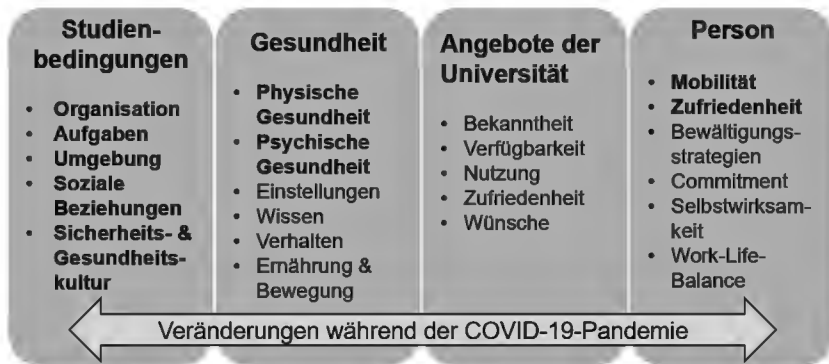 Studien-
bedingungen
• Organisation
• Aufgaben
• Umgebung
• Soziale
Beziehungen
• Sicherheits- &
Gesundheits-
kultur
Gesundheit
• Physische
Gesundheit
• Psychische
Gesundheit
• Einstellungen
• Wissen
• Verhalten
• Ernährung &
Bewegung
Angebote der
Universität
• Bekanntheit
• Verfügbarkeit
• Nutzung
• Zufriedenheit
• Wünsche
Person
• Mobilität
• Zufriedenheit
• Bewältigungs-
strategien
• Commitment
• Selbstwirksam-
keit
• Work-Life-
Balance
Veränderungen während der COVID-19-Pandemie